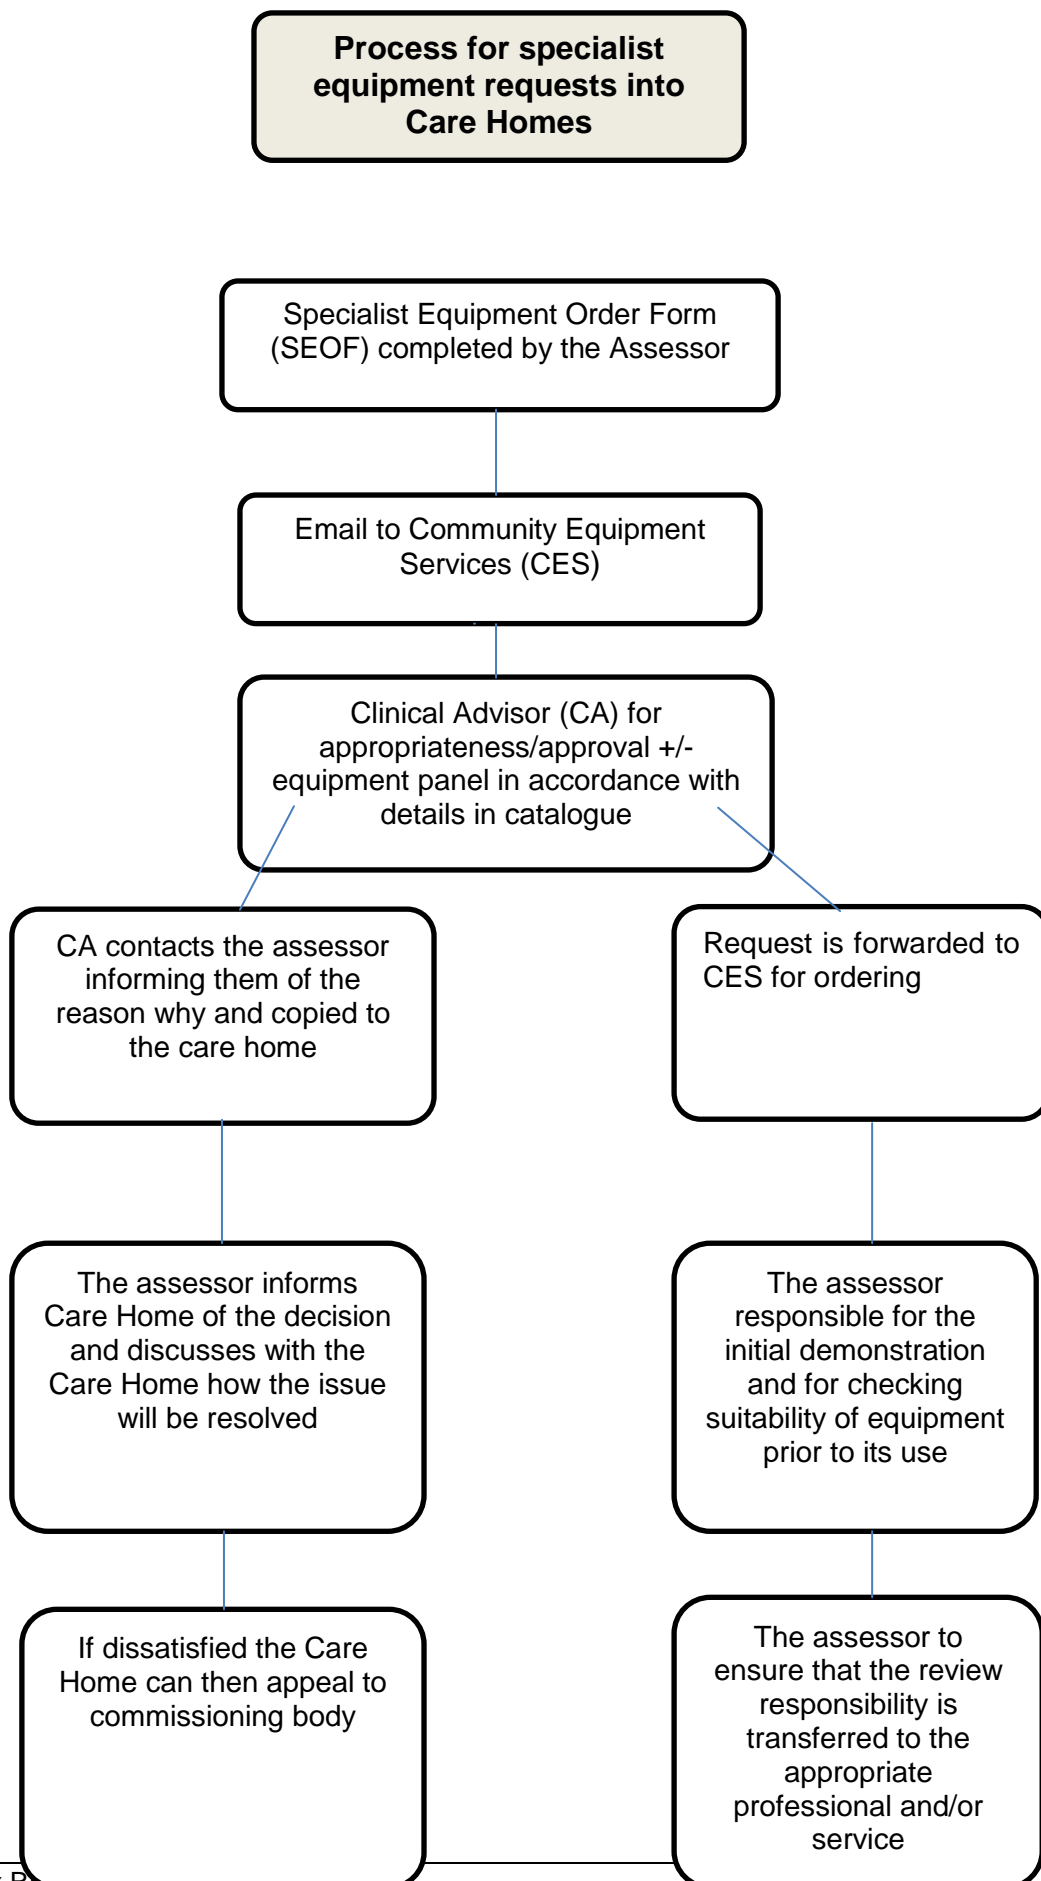 Process for specialist
equipment requests into
Care Homes
Specialist Equipment Order Form
(SEOF) completed by the Assessor
Email to Community Equipment
Services (CES)
Clinical Advisor (CA) for
appropriateness/approval +/-
equipment panel in accordance with
details in catalogue
CA contacts the assessor
informing them of the
reason why and copied to
the care home
Request is forwarded to
CES for ordering
The assessor informs
Care Home of the decision
and discusses with the
Care Home how the issue
will be resolved
The assessor
responsible for the
initial demonstration
and for checking
suitability of equipment
prior to its use
If dissatisfied the Care
Home can then appeal to
commissioning body
The assessor to
ensure that the review
responsibility is
transferred to the
appropriate
professional and/or
service